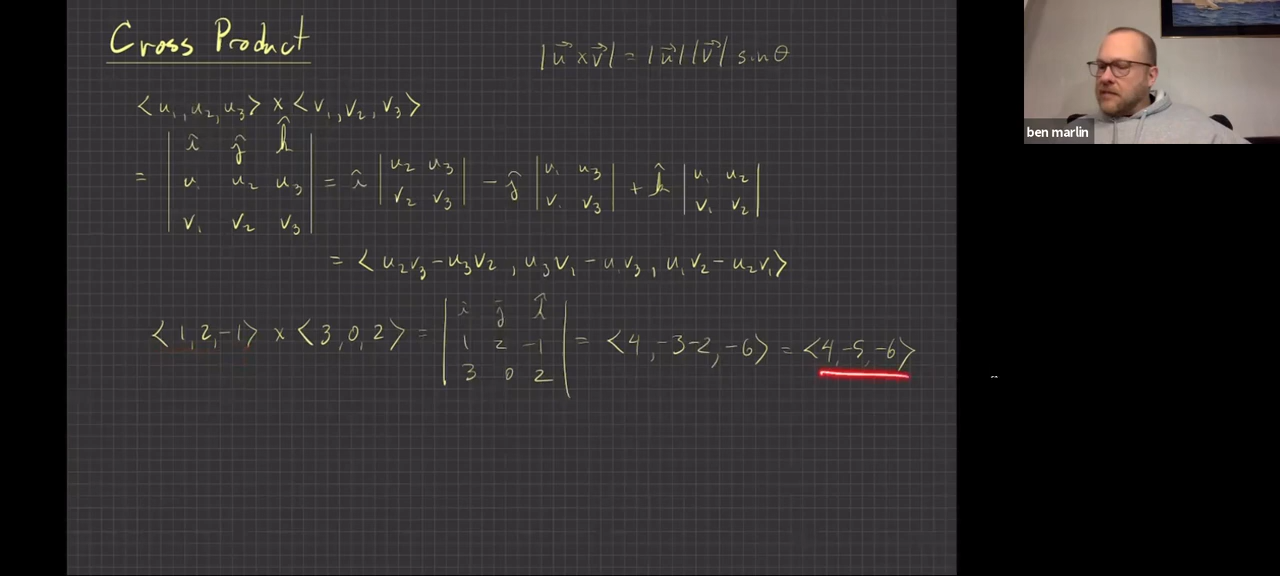 Cross Product
|u⃗ × v⃗| = |u⃗| |v⃗| sin θ
<u₁, u₂, u₃> × <v₁, v₂, v₃>
= | î ĵ k̂ | = î | u₂ u₃ | − ĵ | u₁ u₃ | + k̂ | u₁ u₂ |
| u₁ u₂ u₃ | | v₂ v₃ | | v₁ v₃ | | v₁ v₂ |
| v₁ v₂ v₃ |
= <u₂v₃ − u₃v₂, u₃v₁ − u₁v₃, u₁v₂ − u₂v₁>
<1, 2, −1> × <3, 0, 2> = | î ĵ k̂ | = <4, −3−2, −6> = <4, −5, −6>
| 1 2 −1 |
| 3 0 2 |
ben marlin